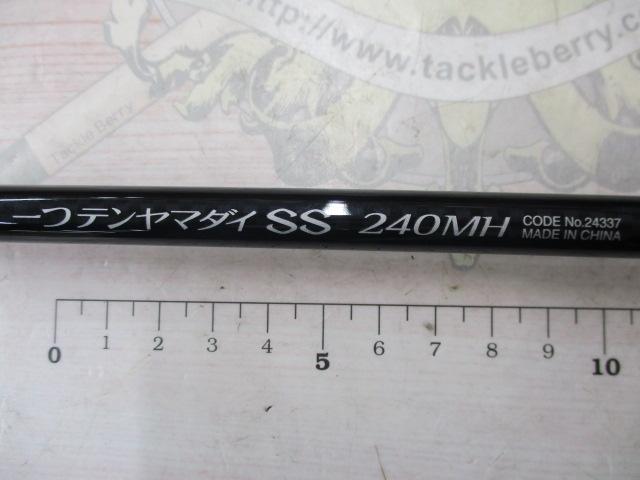 http://www.tackleberry.co
Tackle Berry
一つテンヤマダイ SS 240MH CODE No.24337
MADE IN CHINA
0 1 2 3 4 5 6 7 8 9 10